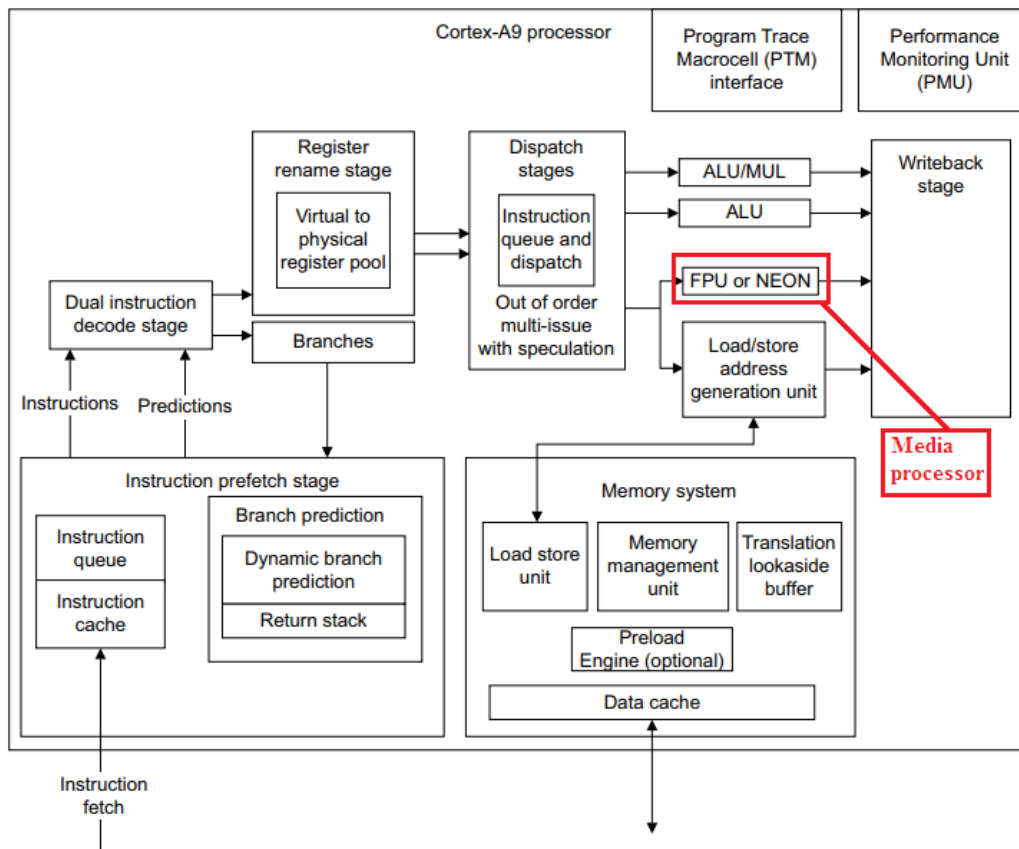 Cortex-A9 processor
Program Trace
Macrocell (PTM)
interface
Performance
Monitoring Unit
(PMU)
Register
rename stage
Virtual to
physical
register pool
Dispatch
stages
Instruction
queue and
dispatch
Out of order
multi-issue
with speculation
ALU/MUL
ALU
FPU or NEON
Load/store
address
generation unit
Writeback
stage
Dual instruction
decode stage
Branches
Instructions
Predictions
Media
processor
Instruction prefetch stage
Instruction
queue
Instruction
cache
Branch prediction
Dynamic branch
prediction
Return stack
Memory system
Load store
unit
Memory
management
unit
Translation
lookaside
buffer
Preload
Engine (optional)
Data cache
Instruction
fetch